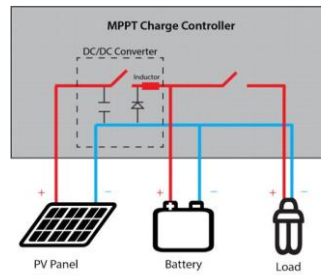 MPPT Charge Controller
DC/DC Converter
Inductor
+ − + − + −
+ −
PV Panel Battery Load